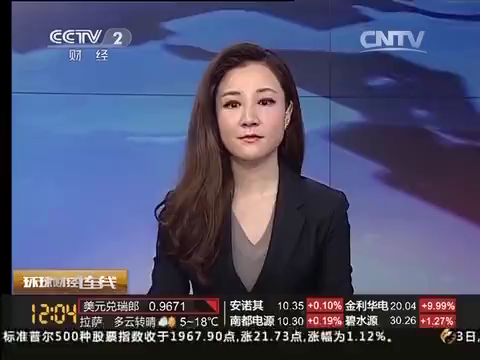 CCTV 2
财 经
CNTV
环球财经连线
12:04
美元兑瑞郎 0.9671
安诺其 10.35 +0.10% 金利华电 20.04 +9.99%
拉萨 多云转晴 5~18℃
南都电源 10.30 +0.19% 碧水源 30.26 +1.27%
标准普尔500种股票指数收于1967.90点,涨21.73点,涨幅为1.12%。 3日,